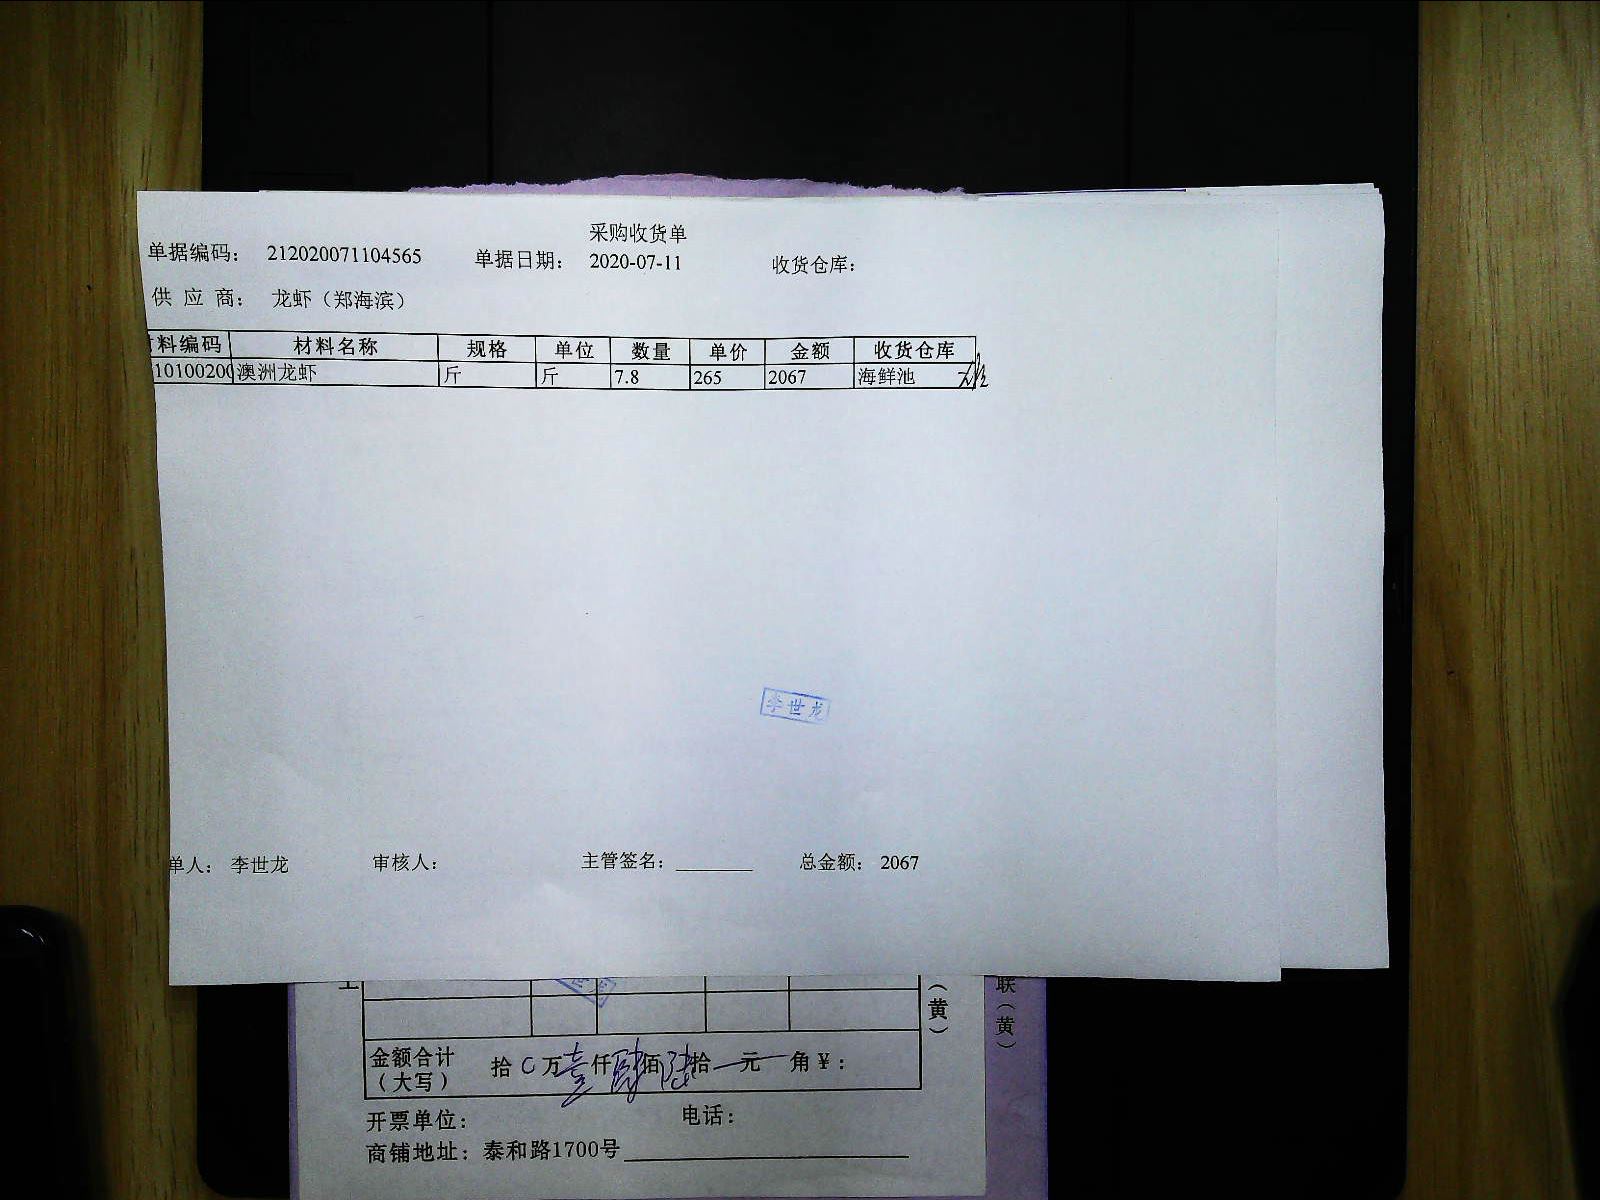 采购收货单
单据编码： 212020071104565 单据日期： 2020-07-11 收货仓库：
供 应 商： 龙虾（郑海滨）
料编码 材料名称 规格 单位 数量 单价 金额 收货仓库
10100200 澳洲龙虾 斤 斤 7.8 265 2067 海鲜池
李世龙
单人： 李世龙 审核人： 主管签名： 总金额： 2067
（黄）
联（黄）
金额合计（大写） 拾 万 壹 仟 佰 陆 拾 元 角 ¥：
开票单位： 电话：
商铺地址：泰和路1700号